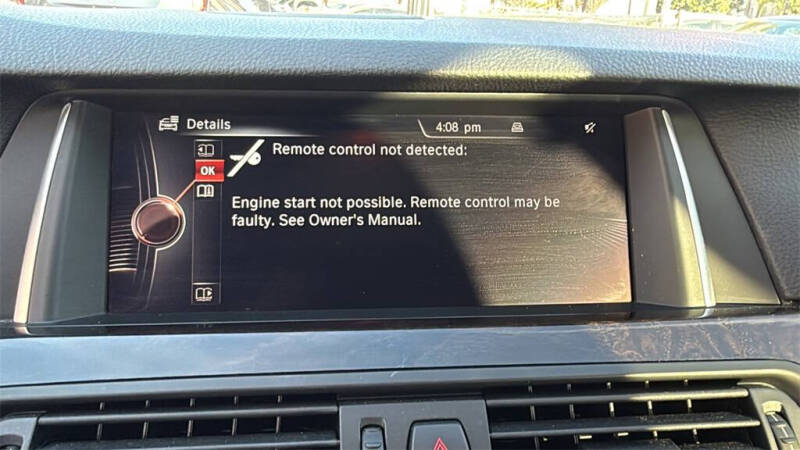 Details
4:08 pm
Remote control not detected:
OK
Engine start not possible. Remote control may be
faulty. See Owner's Manual.